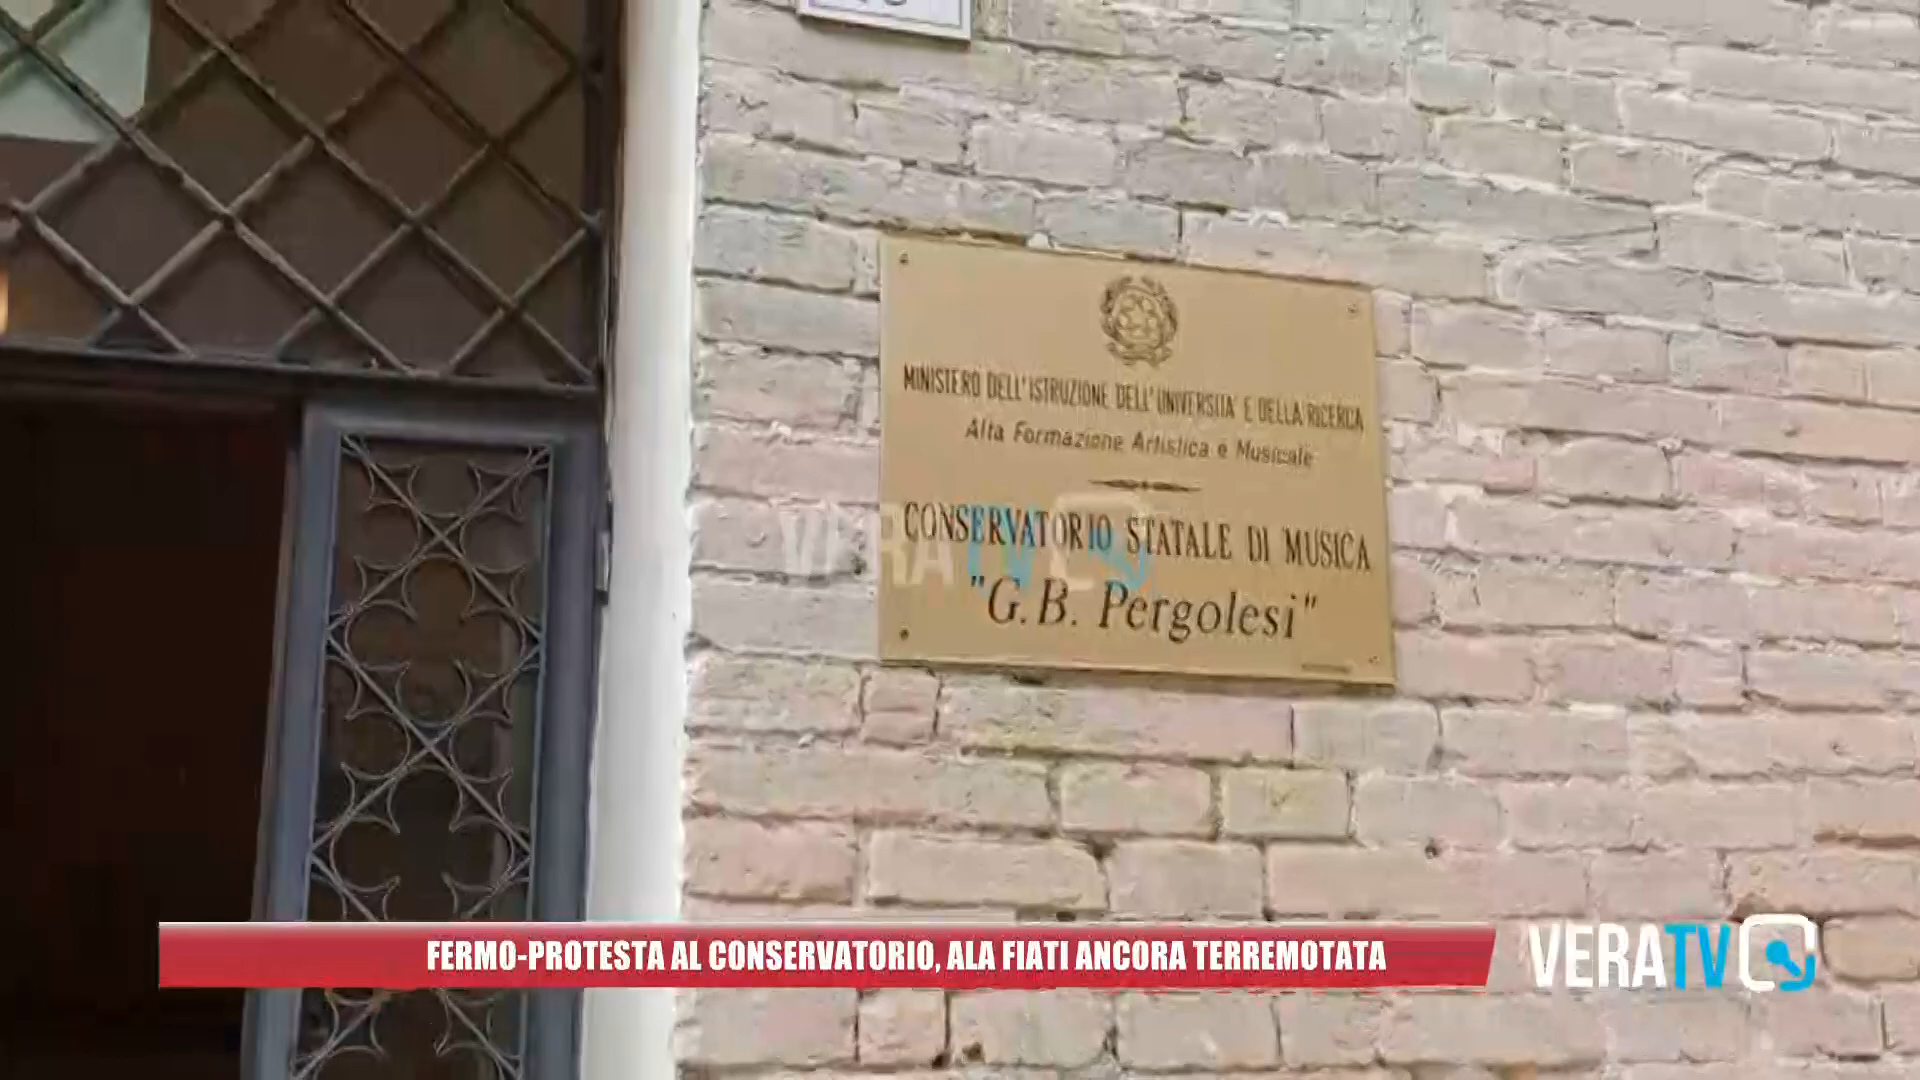 MINISTERO DELL'ISTRUZIONE DELL'UNIVERSITA' E DELLA RICERCA
Alta Formazione Artistica e Musicale
CONSERVATORIO STATALE DI MUSICA
"G.B. Pergolesi"
VERATV
FERMO-PROTESTA AL CONSERVATORIO, ALA FIATI ANCORA TERREMOTATA
VERATV